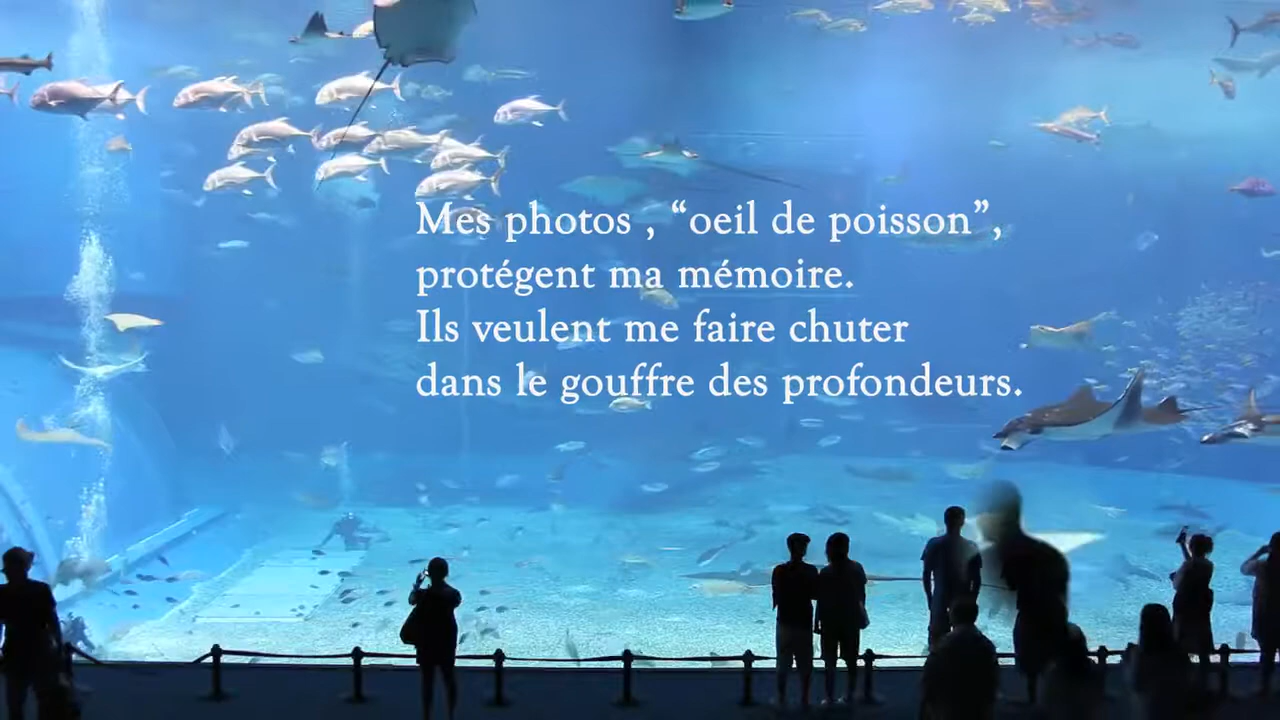 Mes photos , “oeil de poisson”,
protégent ma mémoire.
Ils veulent me faire chuter
dans le gouffre des profondeurs.